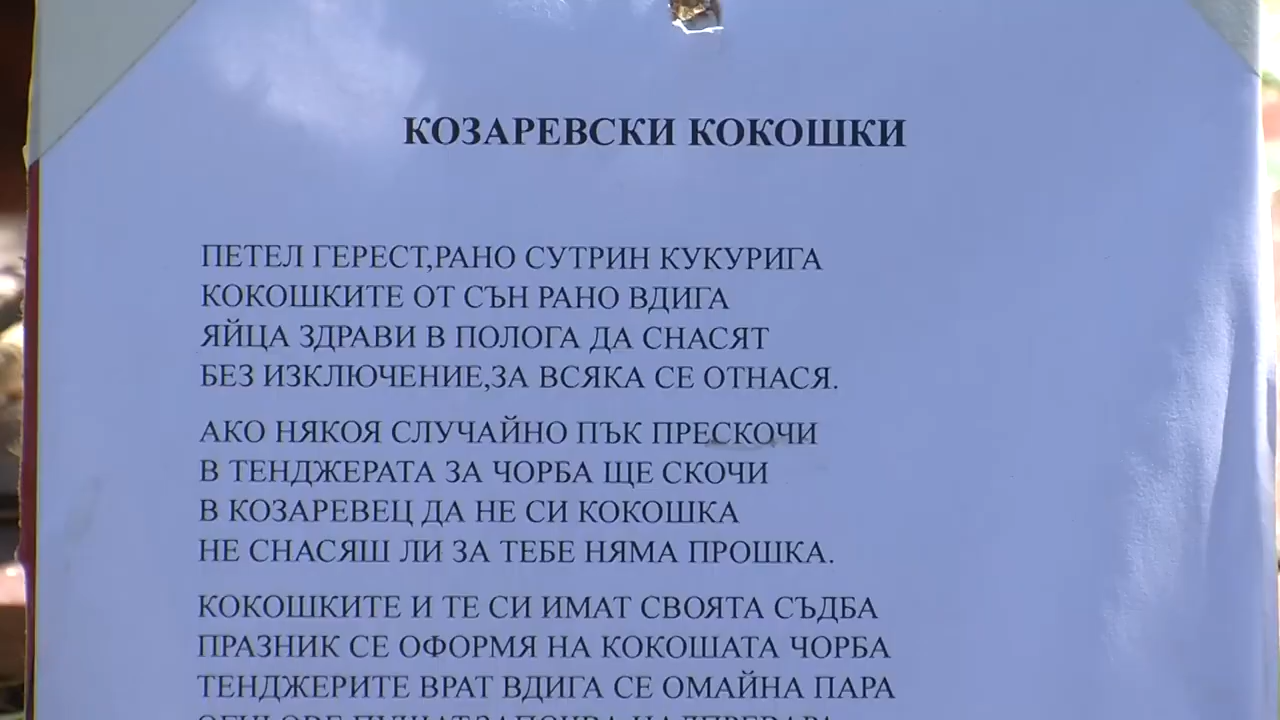 КОЗАРЕВСКИ КОКОШКИ
ПЕТЕЛ ГЕРЕСТ,РАНО СУТРИН КУКУРИГА
КОКОШКИТЕ ОТ СЪН РАНО ВДИГА
ЯЙЦА ЗДРАВИ В ПОЛОГА ДА СНАСЯТ
БЕЗ ИЗКЛЮЧЕНИЕ,ЗА ВСЯКА СЕ ОТНАСЯ.
АКО НЯКОЯ СЛУЧАЙНО ПЪК ПРЕСКОЧИ
В ТЕНДЖЕРАТА ЗА ЧОРБА ЩЕ СКОЧИ
В КОЗАРЕВЕЦ ДА НЕ СИ КОКОШКА
НЕ СНАСЯШ ЛИ ЗА ТЕБЕ НЯМА ПРОШКА.
КОКОШКИТЕ И ТЕ СИ ИМАТ СВОЯТА СЪДБА
ПРАЗНИК СЕ ОФОРМЯ НА КОКОШАТА ЧОРБА
ТЕНДЖЕРИТЕ ВРАТ ВДИГА СЕ ОМАЙНА ПАРА